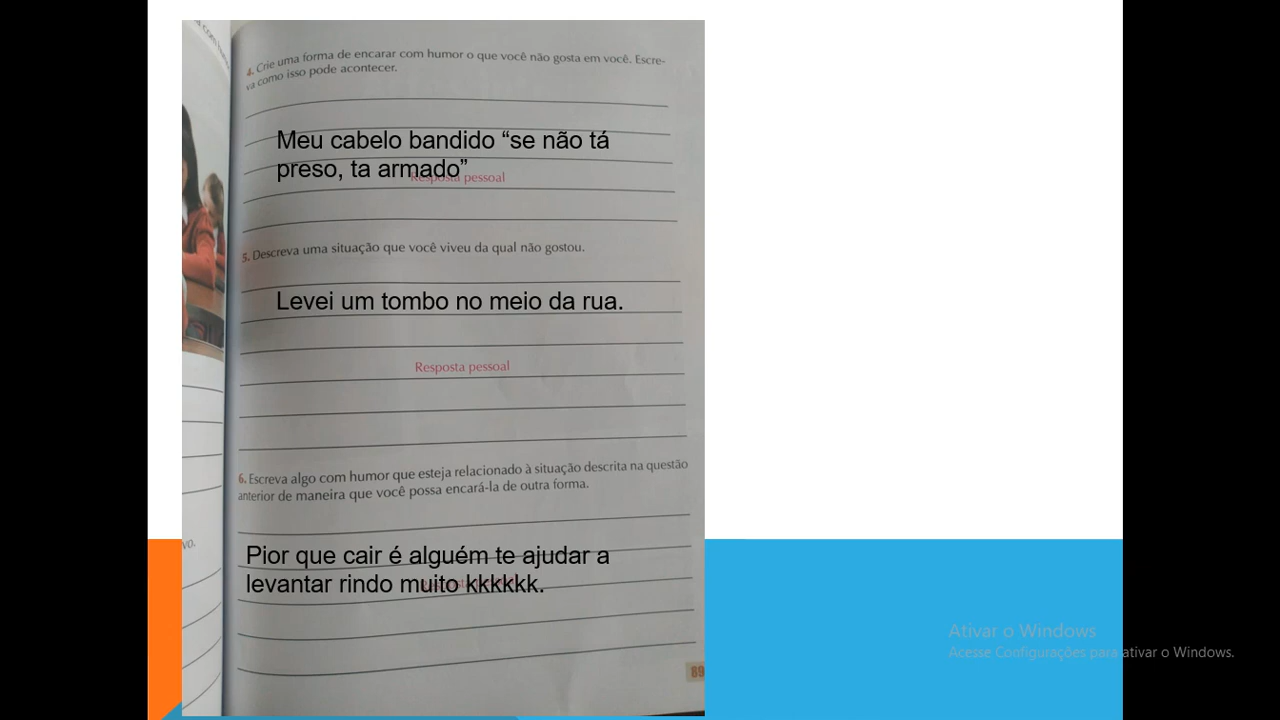 4. Crie uma forma de encarar com humor o que você não gosta em você. Escre-
va como isso pode acontecer.
Meu cabelo bandido “se não tá
preso, ta armado”
Resposta pessoal
5. Descreva uma situação que você viveu da qual não gostou.
Levei um tombo no meio da rua.
Resposta pessoal
6. Escreva algo com humor que esteja relacionado à situação descrita na questão
anterior de maneira que você possa encará-la de outra forma.
vo.
Pior que cair é alguém te ajudar a
levantar rindo muito kkkkkk.
Ativar o Windows
Acesse Configurações para ativar o Windows.
89